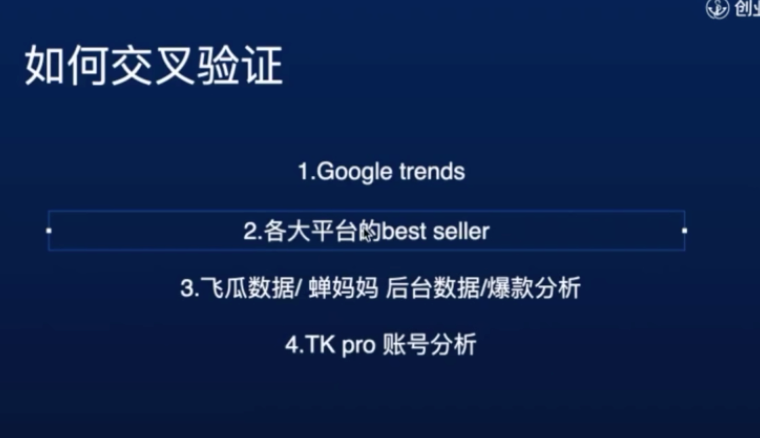 创业
如何交叉验证
1.Google trends
2.各大平台的best seller
3.飞瓜数据/ 蝉妈妈 后台数据/爆款分析
4.TK pro 账号分析